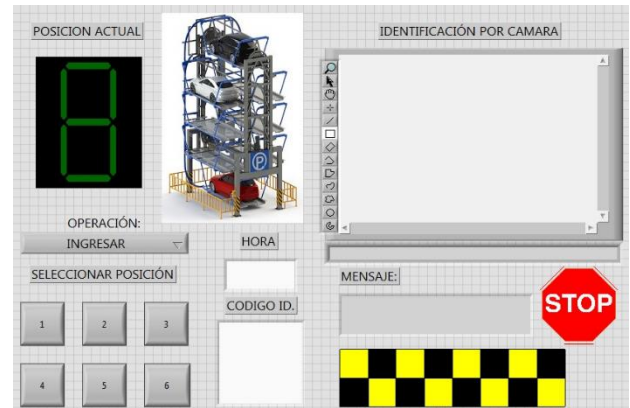 POSICION ACTUAL
IDENTIFICACIÓN POR CAMARA
P
OPERACIÓN:
INGRESAR
HORA
SELECCIONAR POSICIÓN
MENSAJE:
CODIGO ID.
STOP
1 2 3
4 5 6